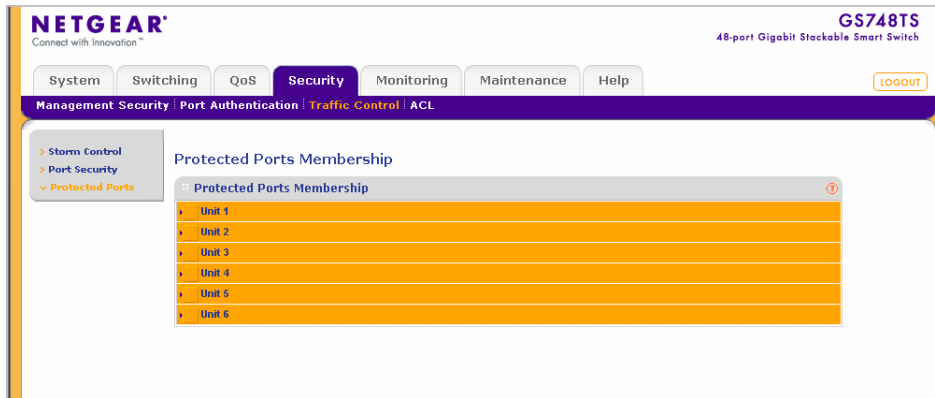 NETGEAR®
Connect with Innovation™
GS748TS
48-port Gigabit Stackable Smart Switch
System Switching QoS Security Monitoring Maintenance Help LOGOUT
Management Security Port Authentication Traffic Control ACL
Storm Control
Port Security
Protected Ports
Protected Ports Membership
Protected Ports Membership ?
Unit 1
Unit 2
Unit 3
Unit 4
Unit 5
Unit 6